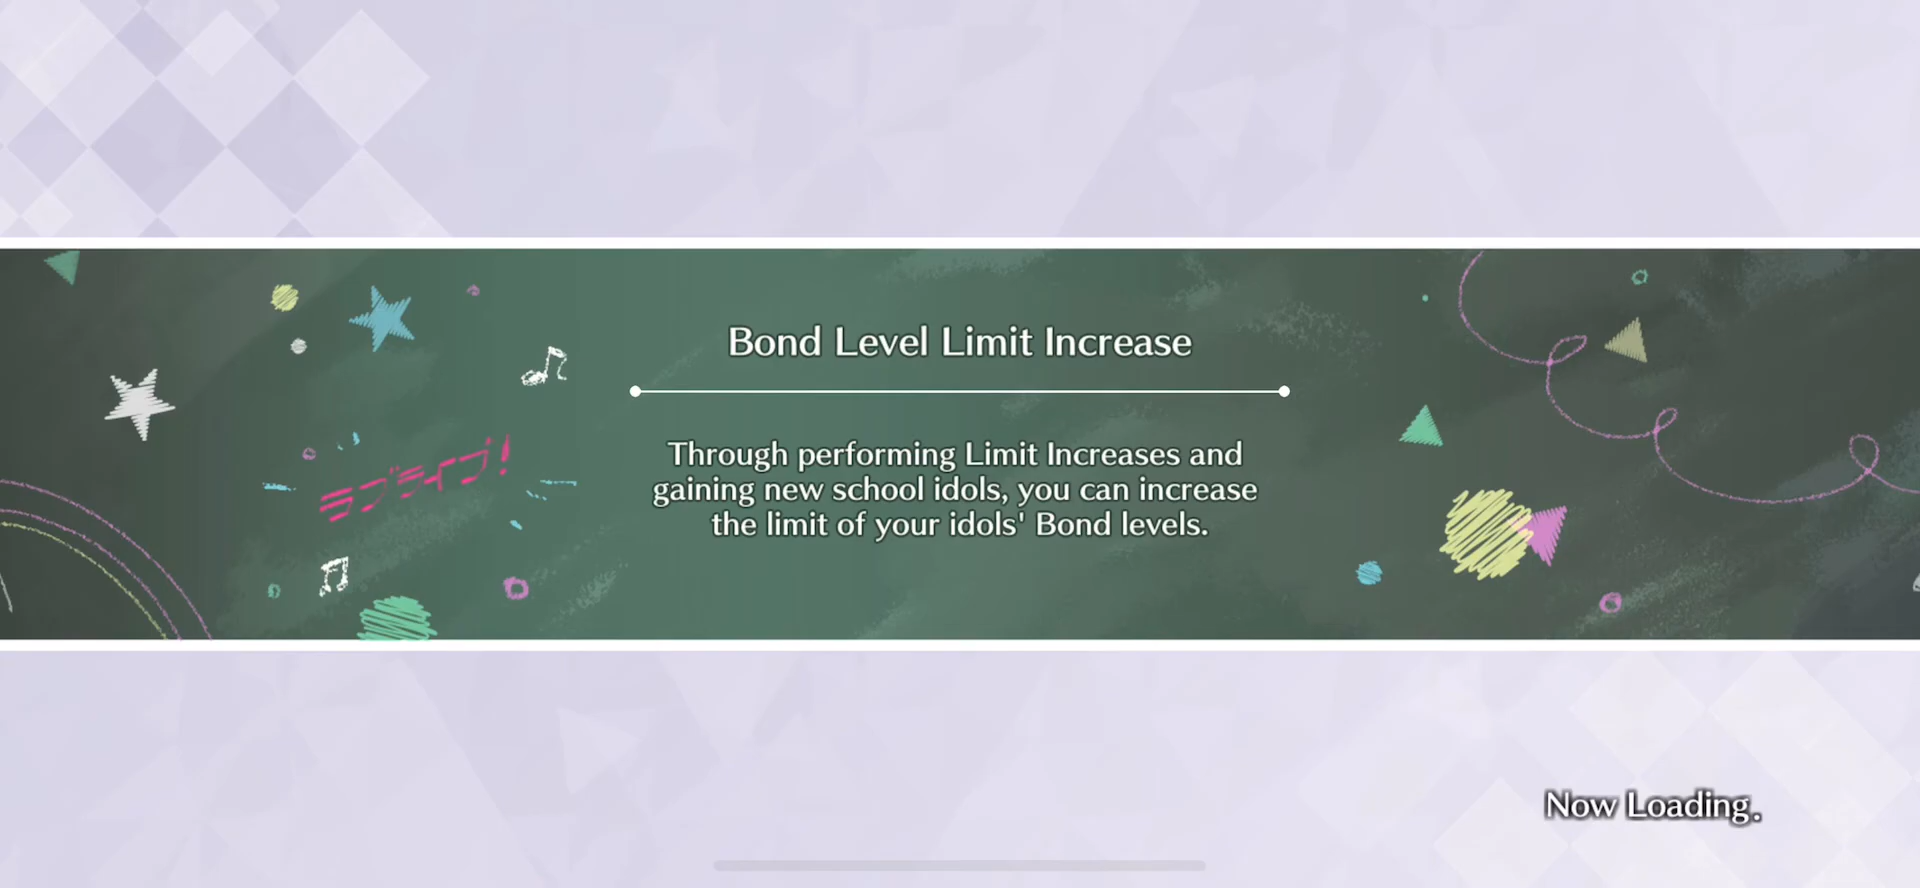 Bond Level Limit Increase
ラブライブ!
Through performing Limit Increases and
gaining new school idols, you can increase
the limit of your idols' Bond levels.
Now Loading.